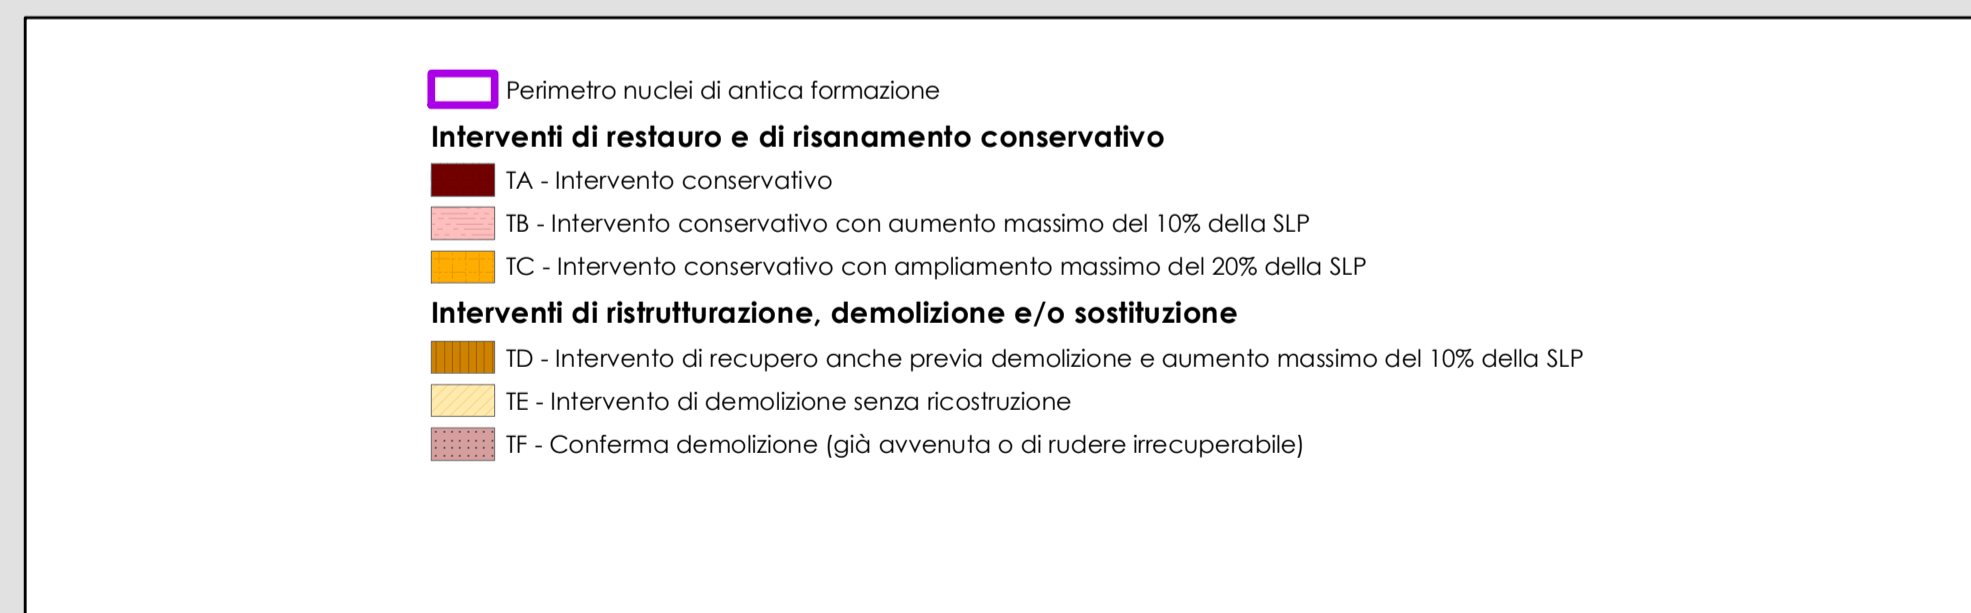 Perimetro nuclei di antica formazione
Interventi di restauro e di risanamento conservativo
TA - Intervento conservativo
TB - Intervento conservativo con aumento massimo del 10% della SLP
TC - Intervento conservativo con ampliamento massimo del 20% della SLP
Interventi di ristrutturazione, demolizione e/o sostituzione
TD - Intervento di recupero anche previa demolizione e aumento massimo del 10% della SLP
TE - Intervento di demolizione senza ricostruzione
TF - Conferma demolizione (già avvenuta o di rudere irrecuperabile)